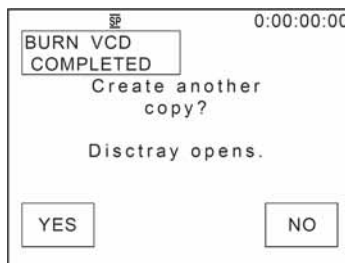 SP 0:00:00:00
BURN VCD
COMPLETED
Create another
copy?
Disctray opens.
YES NO